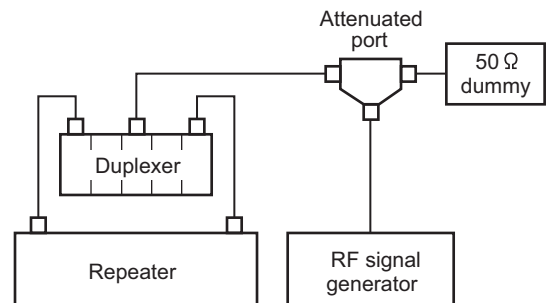 Attenuated
port
50 Ω
dummy
Duplexer
Repeater
RF signal
generator